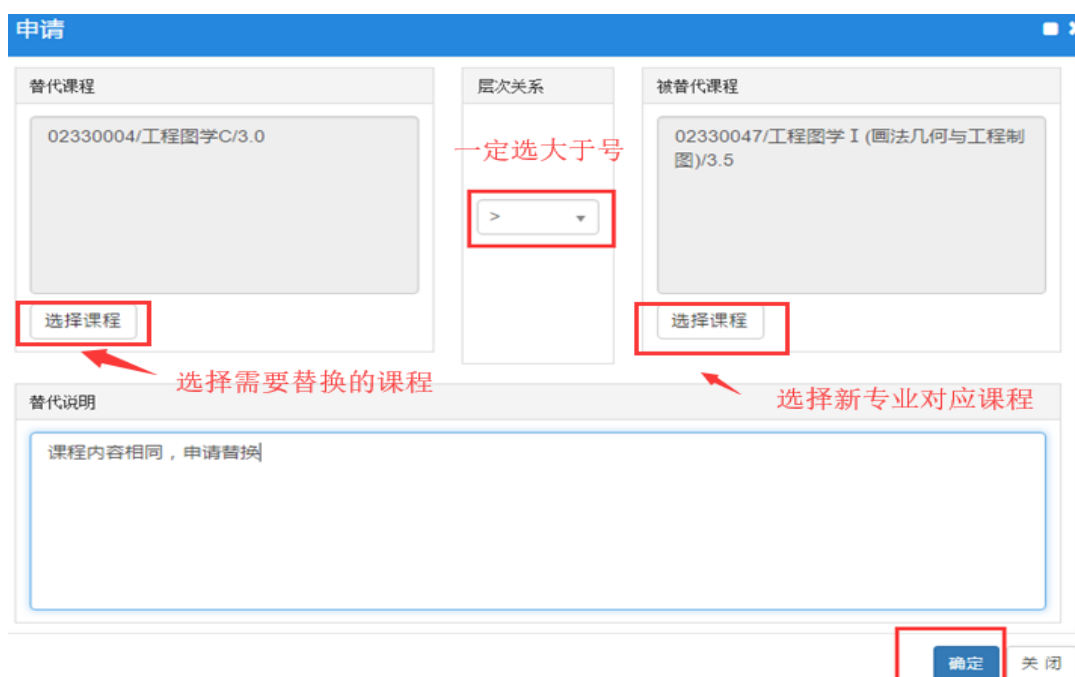 申请
替代课程
层次关系
被替代课程
02330004/工程图学C/3.0
一定选大于号
02330047/工程图学Ⅰ(画法几何与工程制
图)/3.5
>
选择课程
选择课程
选择需要替换的课程
选择新专业对应课程
替代说明
课程内容相同，申请替换
确定
关闭